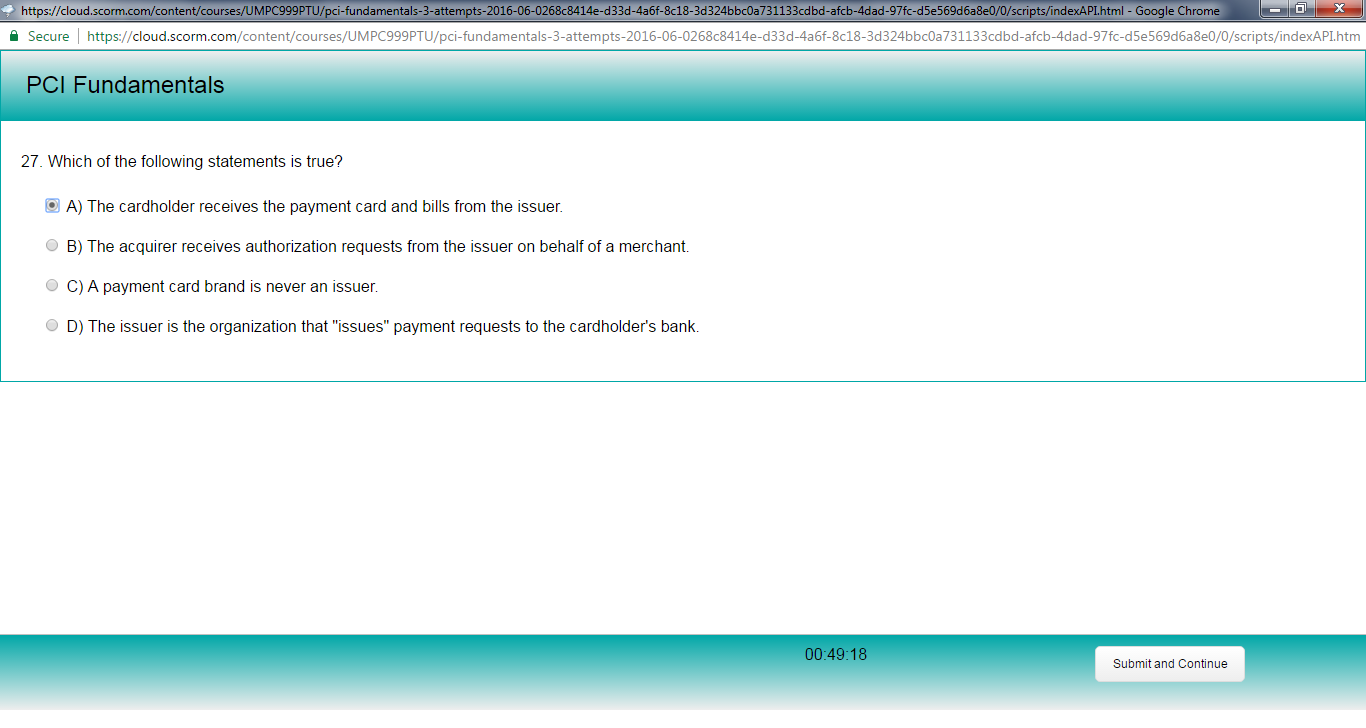 https://cloud.scorm.com/content/courses/UMPC999PTU/pci-fundamentals-3-attempts-2016-06-0268c8414e-d33d-4a6f-8c18-3d324bbc0a731133cdbd-afcb-4dad-97fc-d5e569d6a8e0/0/scripts/indexAPI.html - Google Chrome
Secure https://cloud.scorm.com/content/courses/UMPC999PTU/pci-fundamentals-3-attempts-2016-06-0268c8414e-d33d-4a6f-8c18-3d324bbc0a731133cdbd-afcb-4dad-97fc-d5e569d6a8e0/0/scripts/indexAPI.htm
PCI Fundamentals
27. Which of the following statements is true?
A) The cardholder receives the payment card and bills from the issuer.
B) The acquirer receives authorization requests from the issuer on behalf of a merchant.
C) A payment card brand is never an issuer.
D) The issuer is the organization that "issues" payment requests to the cardholder's bank.
00:49:18
Submit and Continue